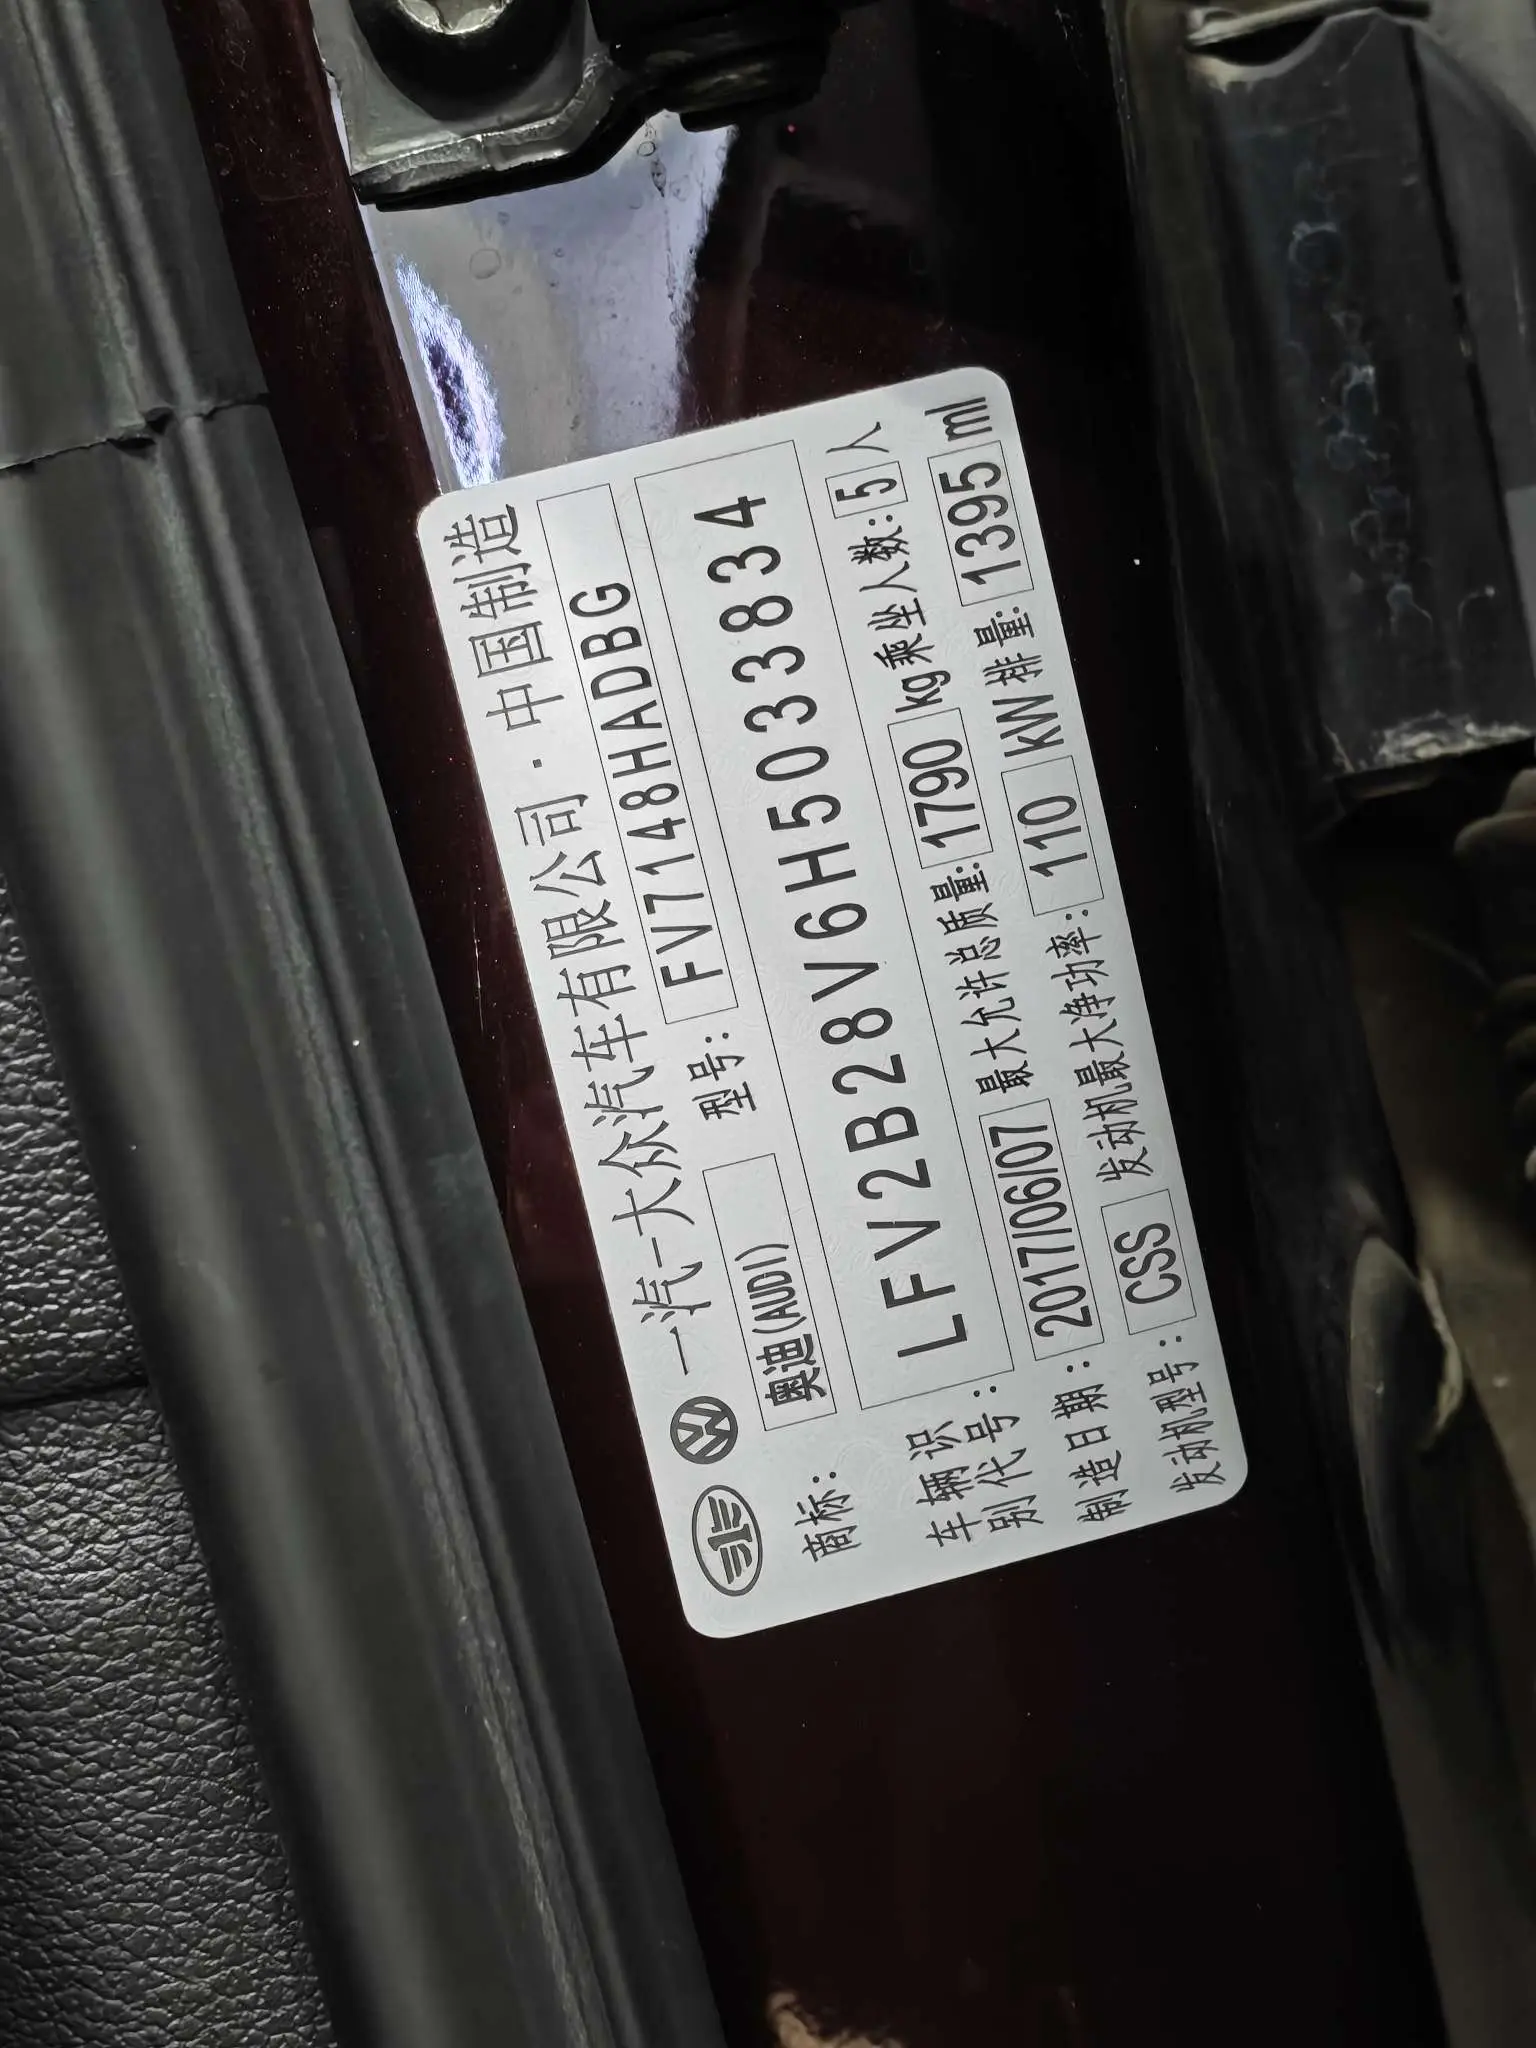 一汽-大众汽车有限公司·中国制造
商标: 奥迪(AUDI) 型号: FV7148HADBG
车辆识别代号: LFV2B28V6H5033834
制造日期: 2017/06/07 最大允许总质量: 1790 kg 乘坐人数: 5 人
发动机型号: CSS 发动机最大净功率: 110 kW 排量: 1395 ml